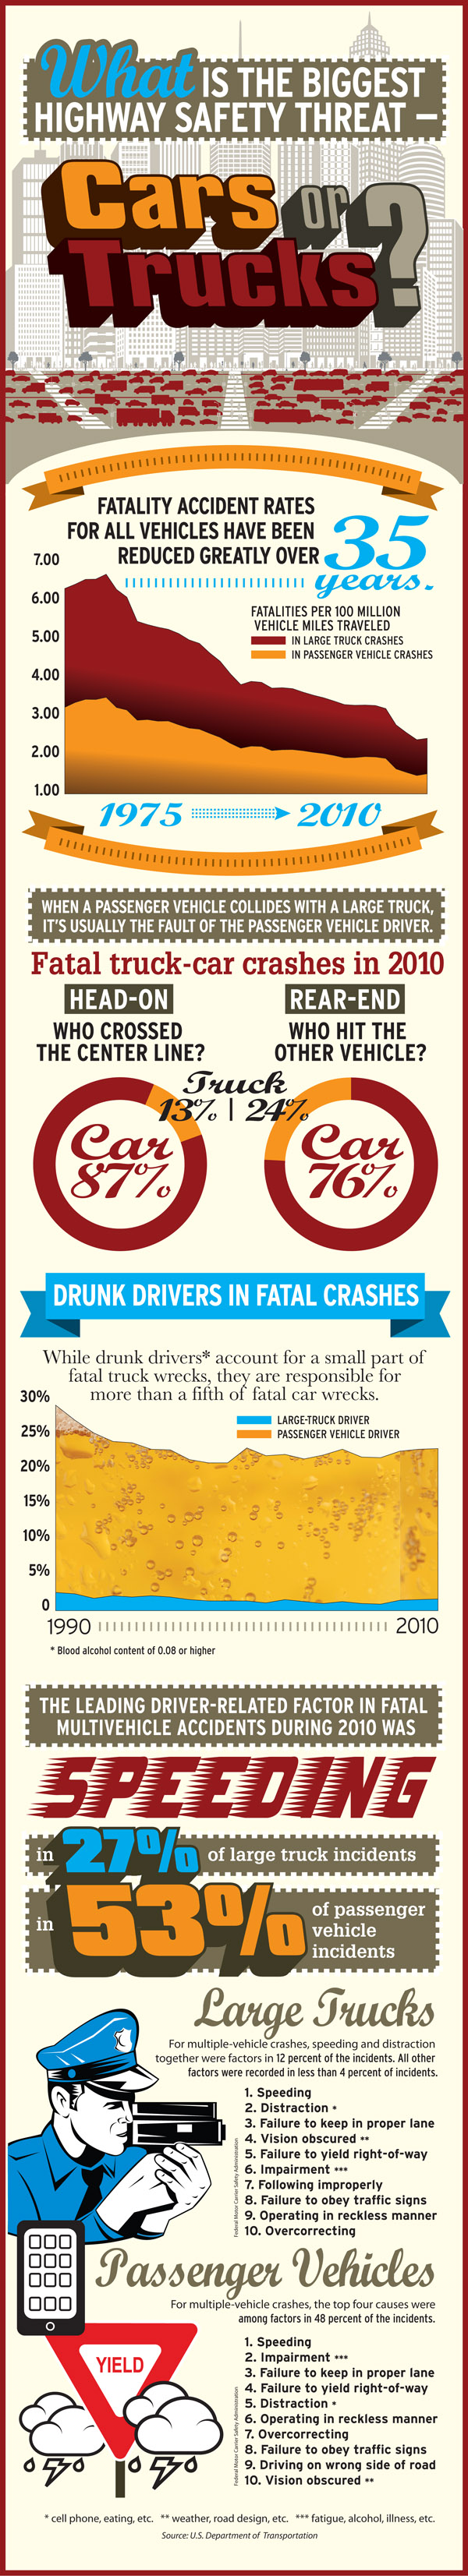 What IS THE BIGGEST
HIGHWAY SAFETY THREAT –
Cars or
Trucks?
FATALITY ACCIDENT RATES
FOR ALL VEHICLES HAVE BEEN
REDUCED GREATLY OVER 35
years.
7.00
6.00
5.00
4.00
3.00
2.00
1.00
FATALITIES PER 100 MILLION
VEHICLE MILES TRAVELED
IN LARGE TRUCK CRASHES
IN PASSENGER VEHICLE CRASHES
1975 2010
WHEN A PASSENGER VEHICLE COLLIDES WITH A LARGE TRUCK,
IT'S USUALLY THE FAULT OF THE PASSENGER VEHICLE DRIVER.
Fatal truck-car crashes in 2010
HEAD-ON
WHO CROSSED
THE CENTER LINE?
REAR-END
WHO HIT THE
OTHER VEHICLE?
Truck
13% | 24%
Car
87%
Car
76%
DRUNK DRIVERS IN FATAL CRASHES
While drunk drivers* account for a small part of
fatal truck wrecks, they are responsible for
more than a fifth of fatal car wrecks.
30%
25%
20%
15%
10%
5%
0
LARGE-TRUCK DRIVER
PASSENGER VEHICLE DRIVER
1990 2010
* Blood alcohol content of 0.08 or higher
THE LEADING DRIVER-RELATED FACTOR IN FATAL
MULTIVEHICLE ACCIDENTS DURING 2010 WAS
SPEEDING
in 27% of large truck incidents
in 53% of passenger
vehicle
incidents
Large Trucks
For multiple-vehicle crashes, speeding and distraction
together were factors in 12 percent of the incidents. All other
factors were recorded in less than 4 percent of incidents.
1. Speeding
2. Distraction *
3. Failure to keep in proper lane
4. Vision obscured **
5. Failure to yield right-of-way
6. Impairment ***
7. Following improperly
8. Failure to obey traffic signs
9. Operating in reckless manner
10. Overcorrecting
Federal Motor Carrier Safety Administration
Passenger Vehicles
For multiple-vehicle crashes, the top four causes were
among factors in 48 percent of the incidents.
YIELD
1. Speeding
2. Impairment ***
3. Failure to keep in proper lane
4. Failure to yield right-of-way
5. Distraction *
6. Operating in reckless manner
7. Overcorrecting
8. Failure to obey traffic signs
9. Driving on wrong side of road
10. Vision obscured **
Federal Motor Carrier Safety Administration
* cell phone, eating, etc. ** weather, road design, etc. *** fatigue, alcohol, illness, etc.
Source: U.S. Department of Transportation